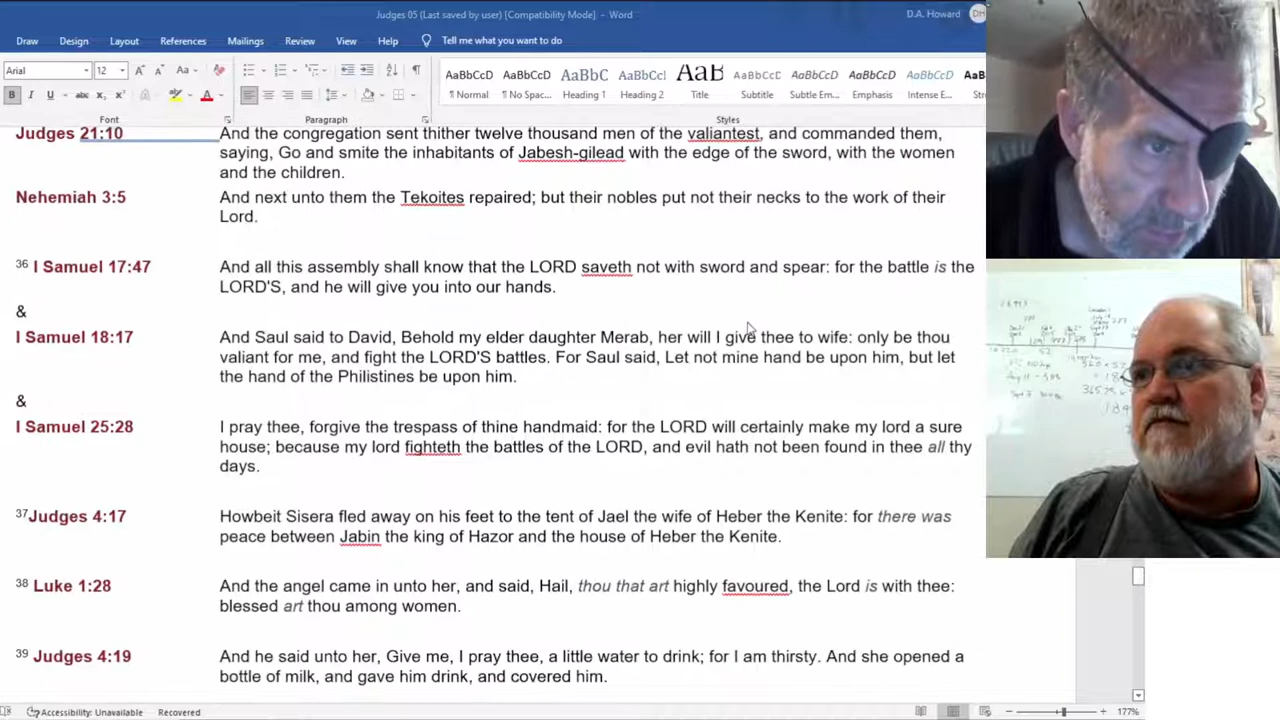 Judges 05 (Last saved by user) [Compatibility Mode] – Word
D.A. Howard
DH
Draw Design Layout References Mailings Review View Help Tell me what you want to do
Arial 12
AaBbCcD AaBbCcD AaBbC AaBbCcI AaB AaBbCcD AaBbCcD AaBbCcD AaBbCcD
¶ Normal ¶ No Spac... Heading 1 Heading 2 Title Subtitle Subtle Em... Emphasis Intense E...
Font Paragraph Styles
Judges 21:10 And the congregation sent thither twelve thousand men of the valiantest, and commanded them,
saying, Go and smite the inhabitants of Jabesh-gilead with the edge of the sword, with the women
and the children.
Nehemiah 3:5 And next unto them the Tekoites repaired; but their nobles put not their necks to the work of their
Lord.
36 I Samuel 17:47 And all this assembly shall know that the LORD saveth not with sword and spear: for the battle is the
LORD'S, and he will give you into our hands.
&
I Samuel 18:17 And Saul said to David, Behold my elder daughter Merab, her will I give thee to wife: only be thou
valiant for me, and fight the LORD'S battles. For Saul said, Let not mine hand be upon him, but let
the hand of the Philistines be upon him.
&
I Samuel 25:28 I pray thee, forgive the trespass of thine handmaid: for the LORD will certainly make my lord a sure
house; because my lord fighteth the battles of the LORD, and evil hath not been found in thee all thy
days.
37 Judges 4:17 Howbeit Sisera fled away on his feet to the tent of Jael the wife of Heber the Kenite: for there was
peace between Jabin the king of Hazor and the house of Heber the Kenite.
38 Luke 1:28 And the angel came in unto her, and said, Hail, thou that art highly favoured, the Lord is with thee:
blessed art thou among women.
39 Judges 4:19 And he said unto her, Give me, I pray thee, a little water to drink; for I am thirsty. And she opened a
bottle of milk, and gave him drink, and covered him.
Accessibility: Unavailable Recovered 177%